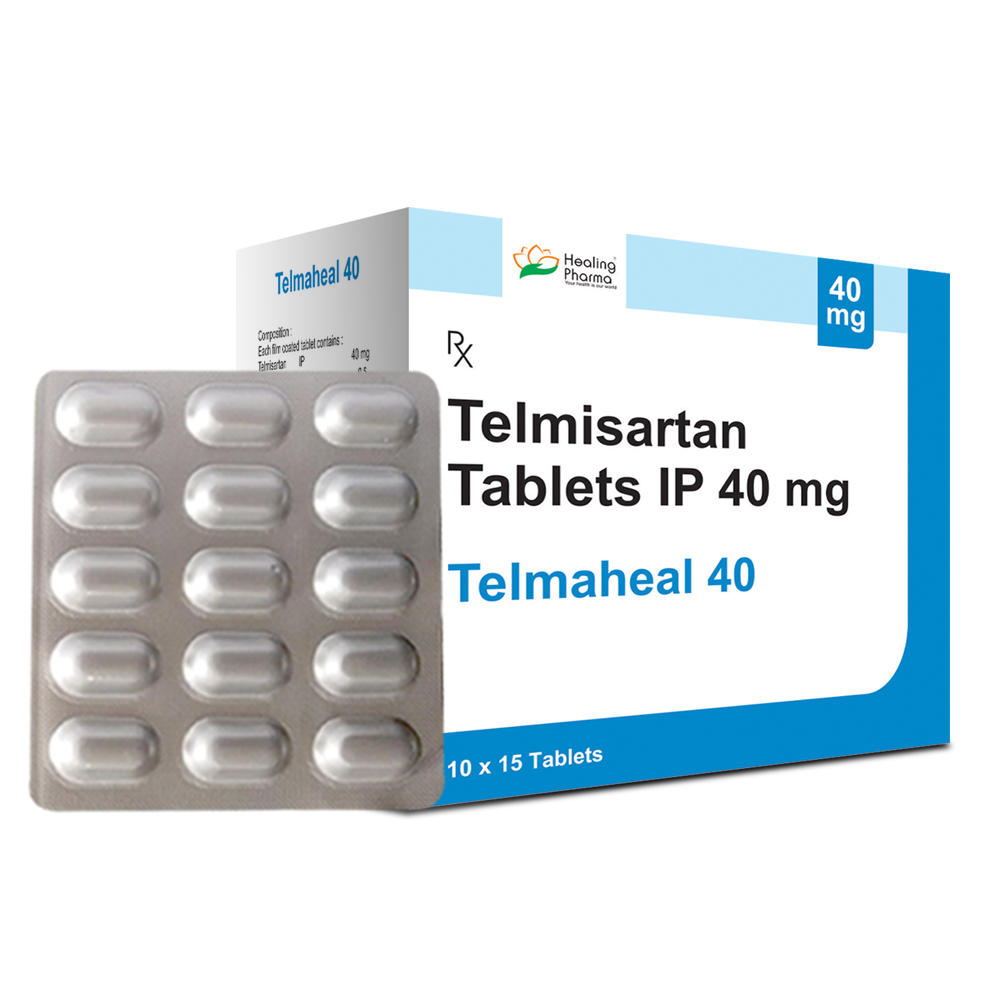 Telmaheal 40
Composition :
Each film coated tablet contains :
Telmisartan IP 40 mg
Healing
Pharma
Your health is our world
40
mg
Rx
Telmisartan
Tablets IP 40 mg
Telmaheal 40
10 x 15 Tablets